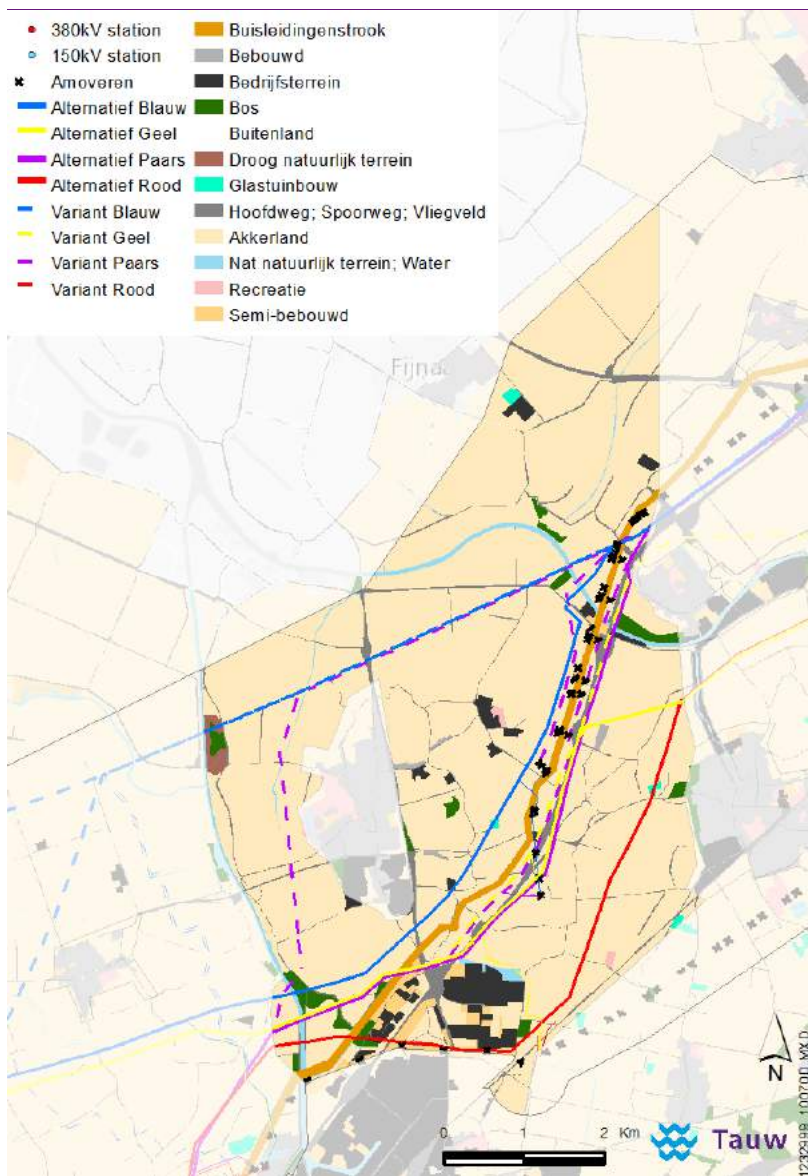 380kV station
150kV station
Amoveren
Alternatief Blauw
Alternatief Geel
Alternatief Paars
Alternatief Rood
Variant Blauw
Variant Geel
Variant Paars
Variant Rood
Buisleidingenstrook
Bebouwd
Bedrijfsterrein
Bos
Buitenland
Droog natuurlijk terrein
Glastuinbouw
Hoofdweg; Spoorweg; Vliegveld
Akkerland
Nat natuurlijk terrein; Water
Recreatie
Semi-bebouwd
N
0 1 2 Km
Tauw